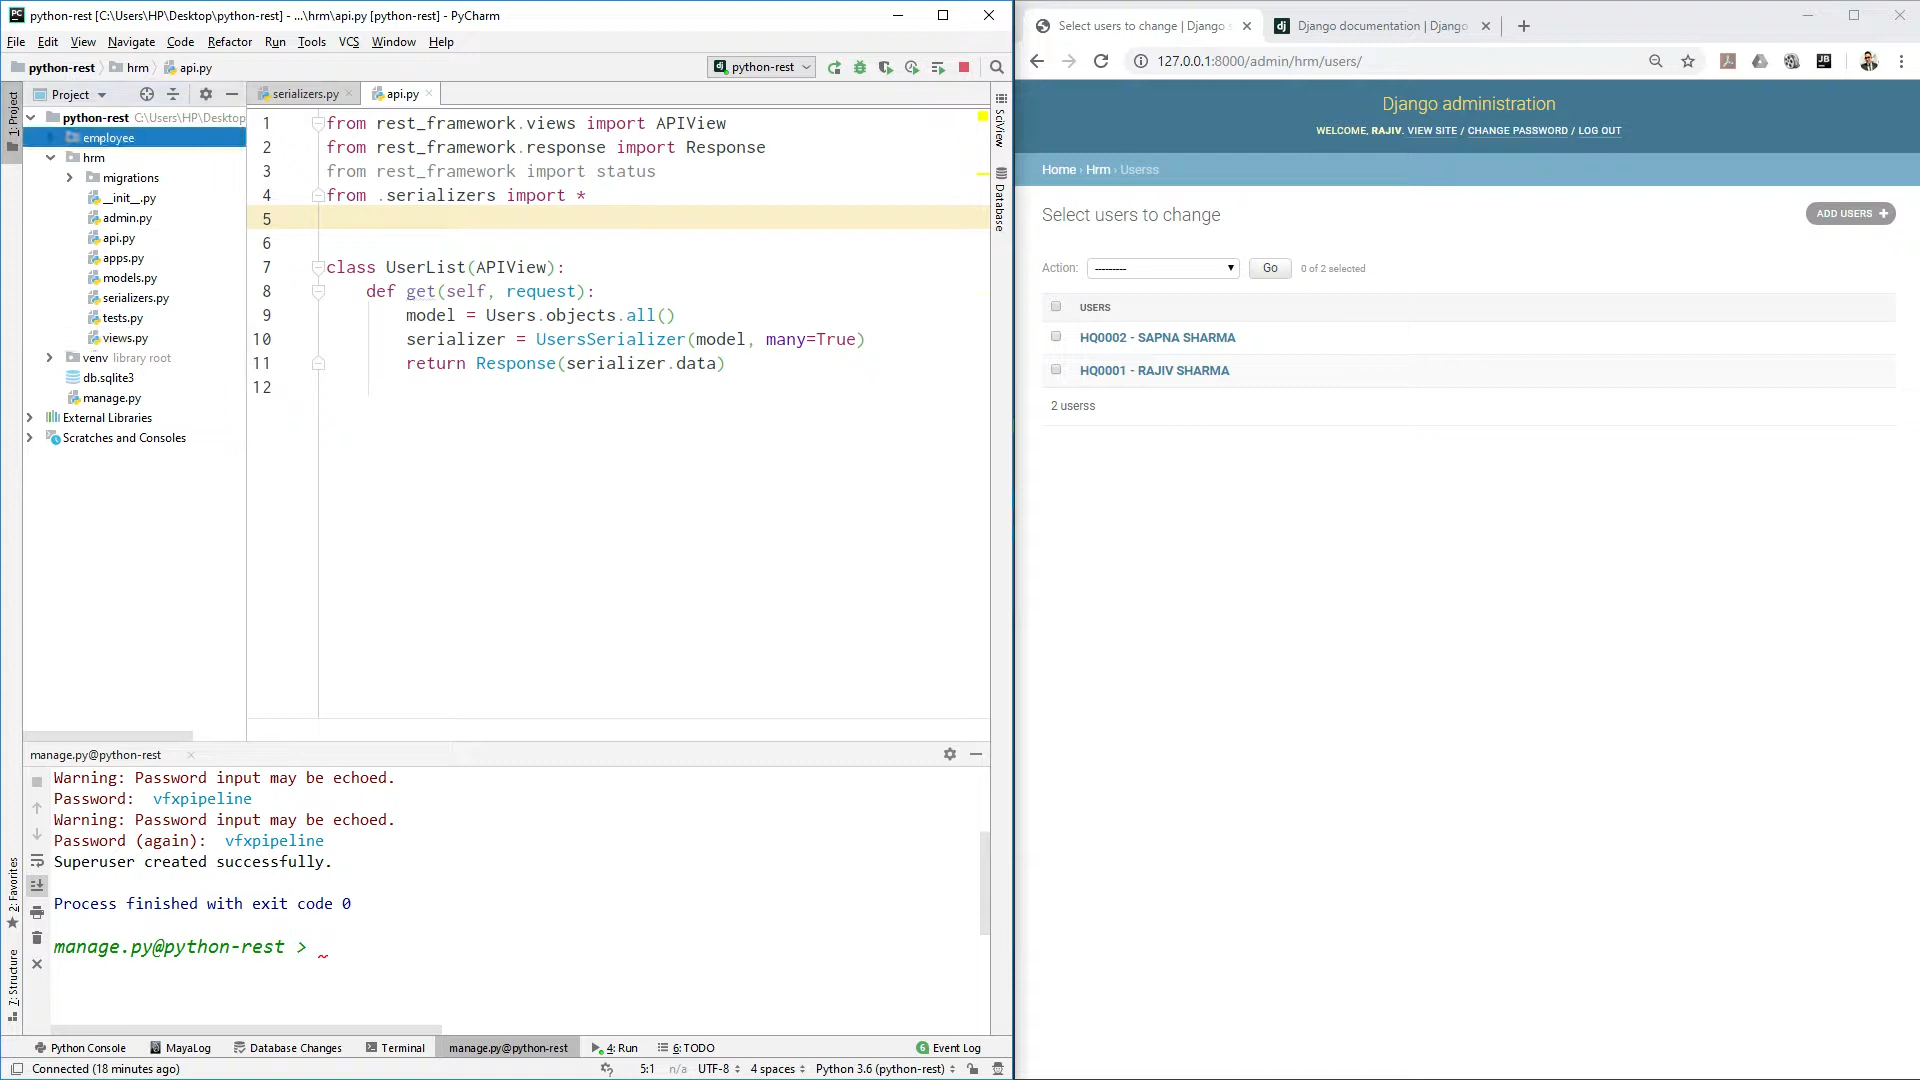 python-rest [C:\Users\HP\Desktop\python-rest] - ...\hrm\api.py [python-rest] - PyCharm
File Edit View Navigate Code Refactor Run Tools VCS Window Help
python-rest hrm api.py
python-rest
1: Project
Project
serializers.py
api.py
python-rest C:\Users\HP\Desktop
employee
hrm
migrations
__init__.py
admin.py
api.py
apps.py
models.py
serializers.py
tests.py
views.py
venv library root
db.sqlite3
manage.py
External Libraries
Scratches and Consoles
1 from rest_framework.views import APIView
2 from rest_framework.response import Response
3 from rest_framework import status
4 from .serializers import *
5
6
7 class UserList(APIView):
8 def get(self, request):
9 model = Users.objects.all()
10 serializer = UsersSerializer(model, many=True)
11 return Response(serializer.data)
12
SciView
Database
manage.py@python-rest
Warning: Password input may be echoed.
Password: vfxpipeline
Warning: Password input may be echoed.
Password (again): vfxpipeline
Superuser created successfully.
Process finished with exit code 0
manage.py@python-rest >
2: Favorites
7: Structure
Python Console MayaLog Database Changes Terminal manage.py@python-rest 4: Run 6: TODO 6 Event Log
Connected (18 minutes ago) 5:1 n/a UTF-8 4 spaces Python 3.6 (python-rest)
Select users to change | Django s
Django documentation | Django
127.0.0.1:8000/admin/hrm/users/
Django administration
WELCOME, RAJIV. VIEW SITE / CHANGE PASSWORD / LOG OUT
Home › Hrm › Userss
Select users to change
ADD USERS +
Action: --------- Go 0 of 2 selected
USERS
HQ0002 - SAPNA SHARMA
HQ0001 - RAJIV SHARMA
2 userss